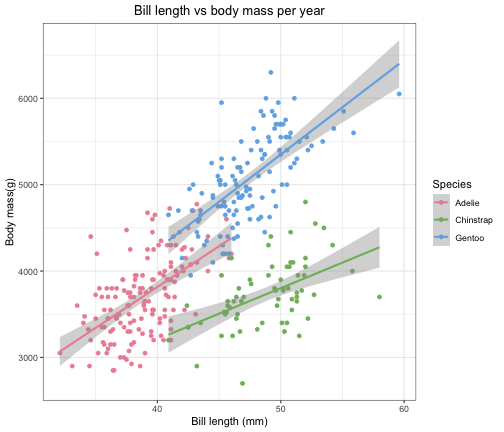 Bill length vs body mass per year
Body mass(g)
6000
5000
4000
3000
40
50
60
Bill length (mm)
Species
Adelie
Chinstrap
Gentoo